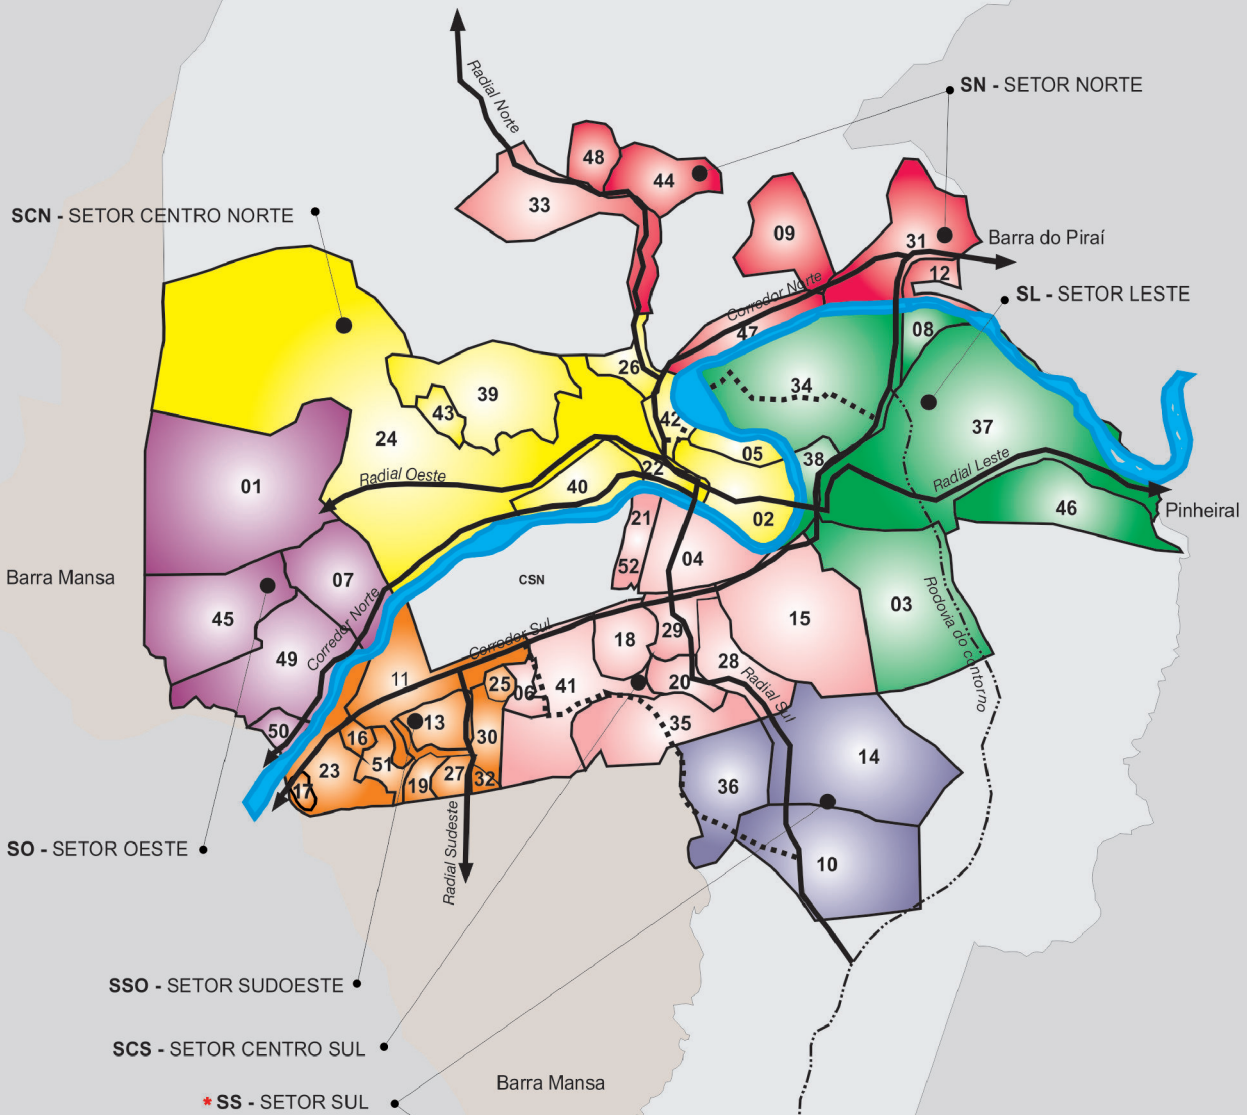 Radial Norte
SN - SETOR NORTE
48
44
33
SCN - SETOR CENTRO NORTE
09
31
Barra do Piraí
12
SL - SETOR LESTE
Corredor Norte
47
08
26
34
39
43
42
37
24
05
38
22
Radial Oeste
Radial Leste
01
40
46
02
Pinheiral
21
04
52
CSN
Barra Mansa
07
45
03
Rodovia do contorno
15
Corredor Norte
49
Corredor Sul
18
29
28
11
25
06
41
20
Radial Sul
35
50
13
16
30
14
23
51
27
32
19
17
36
10
Radial Sudeste
SO - SETOR OESTE
SSO - SETOR SUDOESTE
SCS - SETOR CENTRO SUL
Barra Mansa
* SS - SETOR SUL